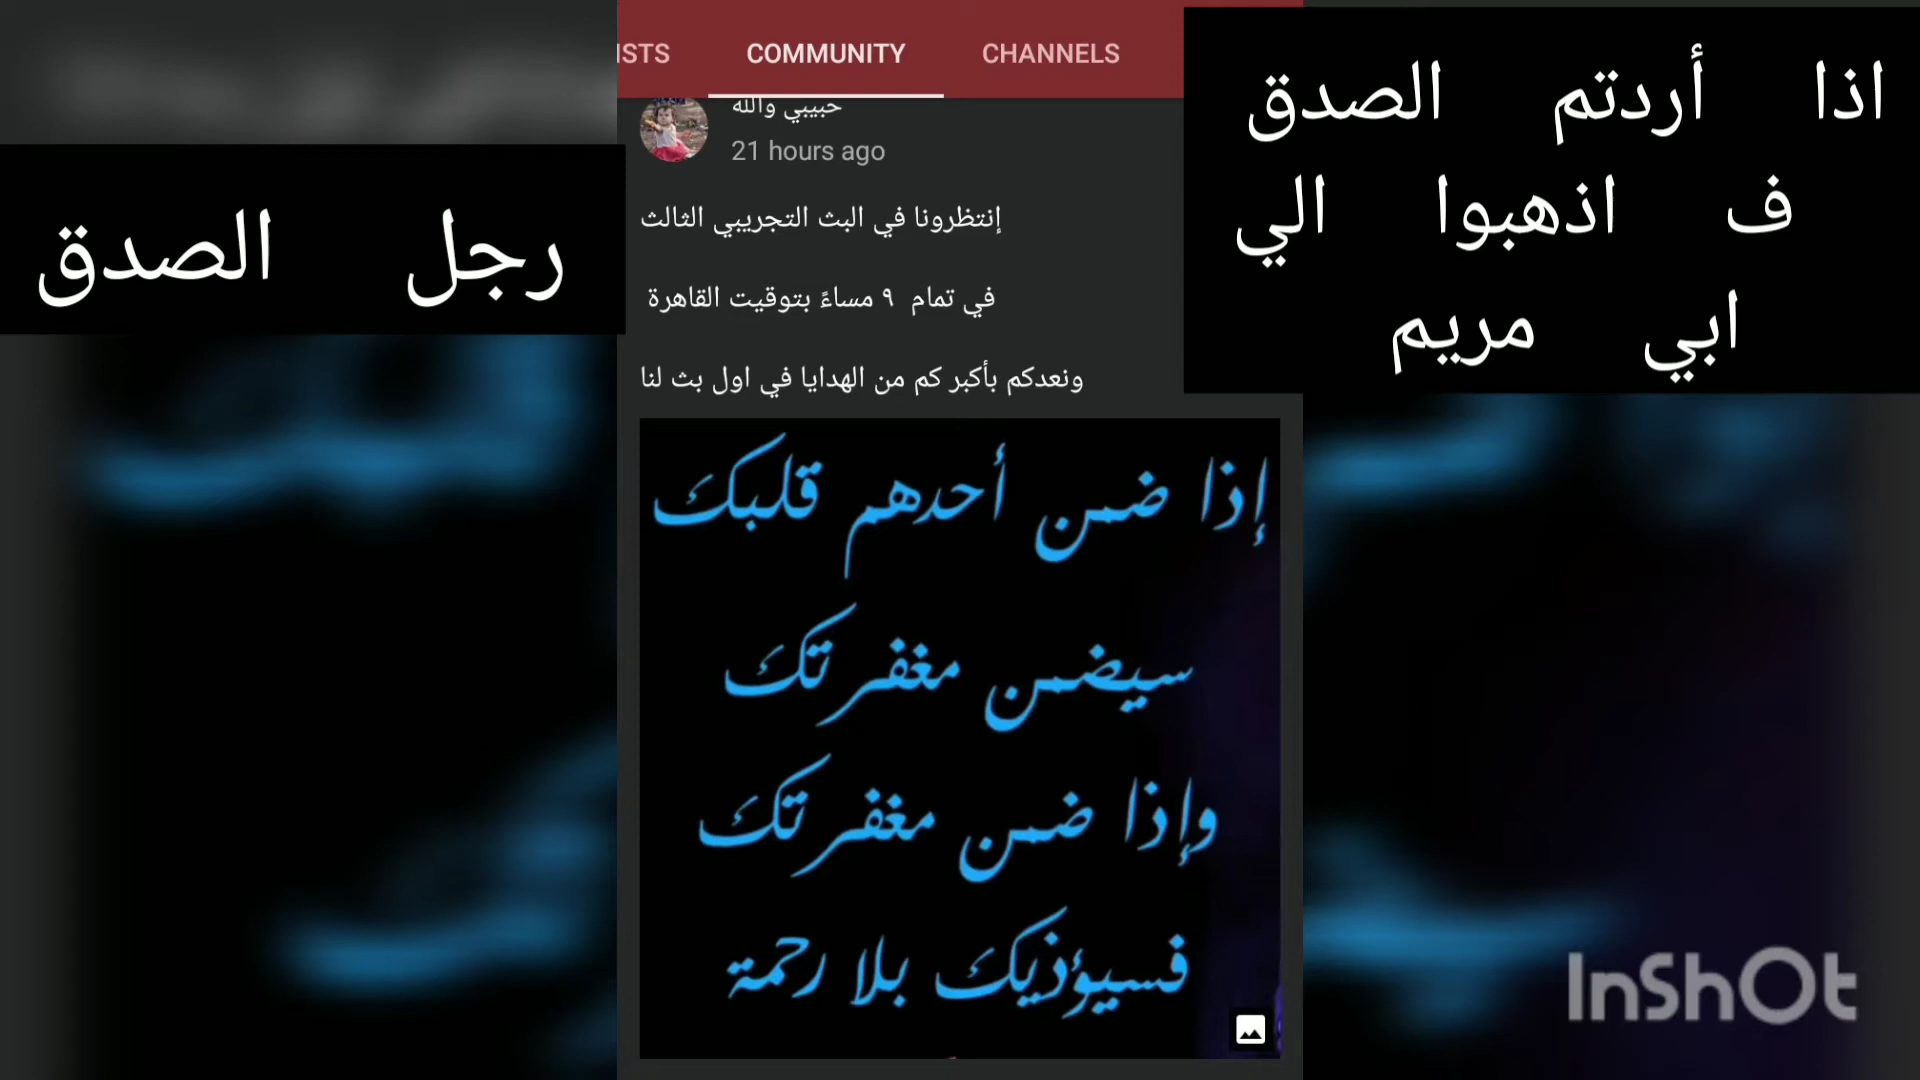 ISTS COMMUNITY CHANNELS
حبيبي والله
21 hours ago
إنتظرونا في البث التجريبي الثالث
في تمام ٩ مساءً بتوقيت القاهرة
ونعدكم بأكبر كم من الهدايا في اول بث لنا
إذا ضمن أحدهم قلبك
سيضمن مغفرتك
وإذا ضمن مغفرتك
فسيؤذيك بلا رحمة
اذا أردتم الصدق
ف اذهبوا الي
ابي مريم
رجل الصدق
InShOt